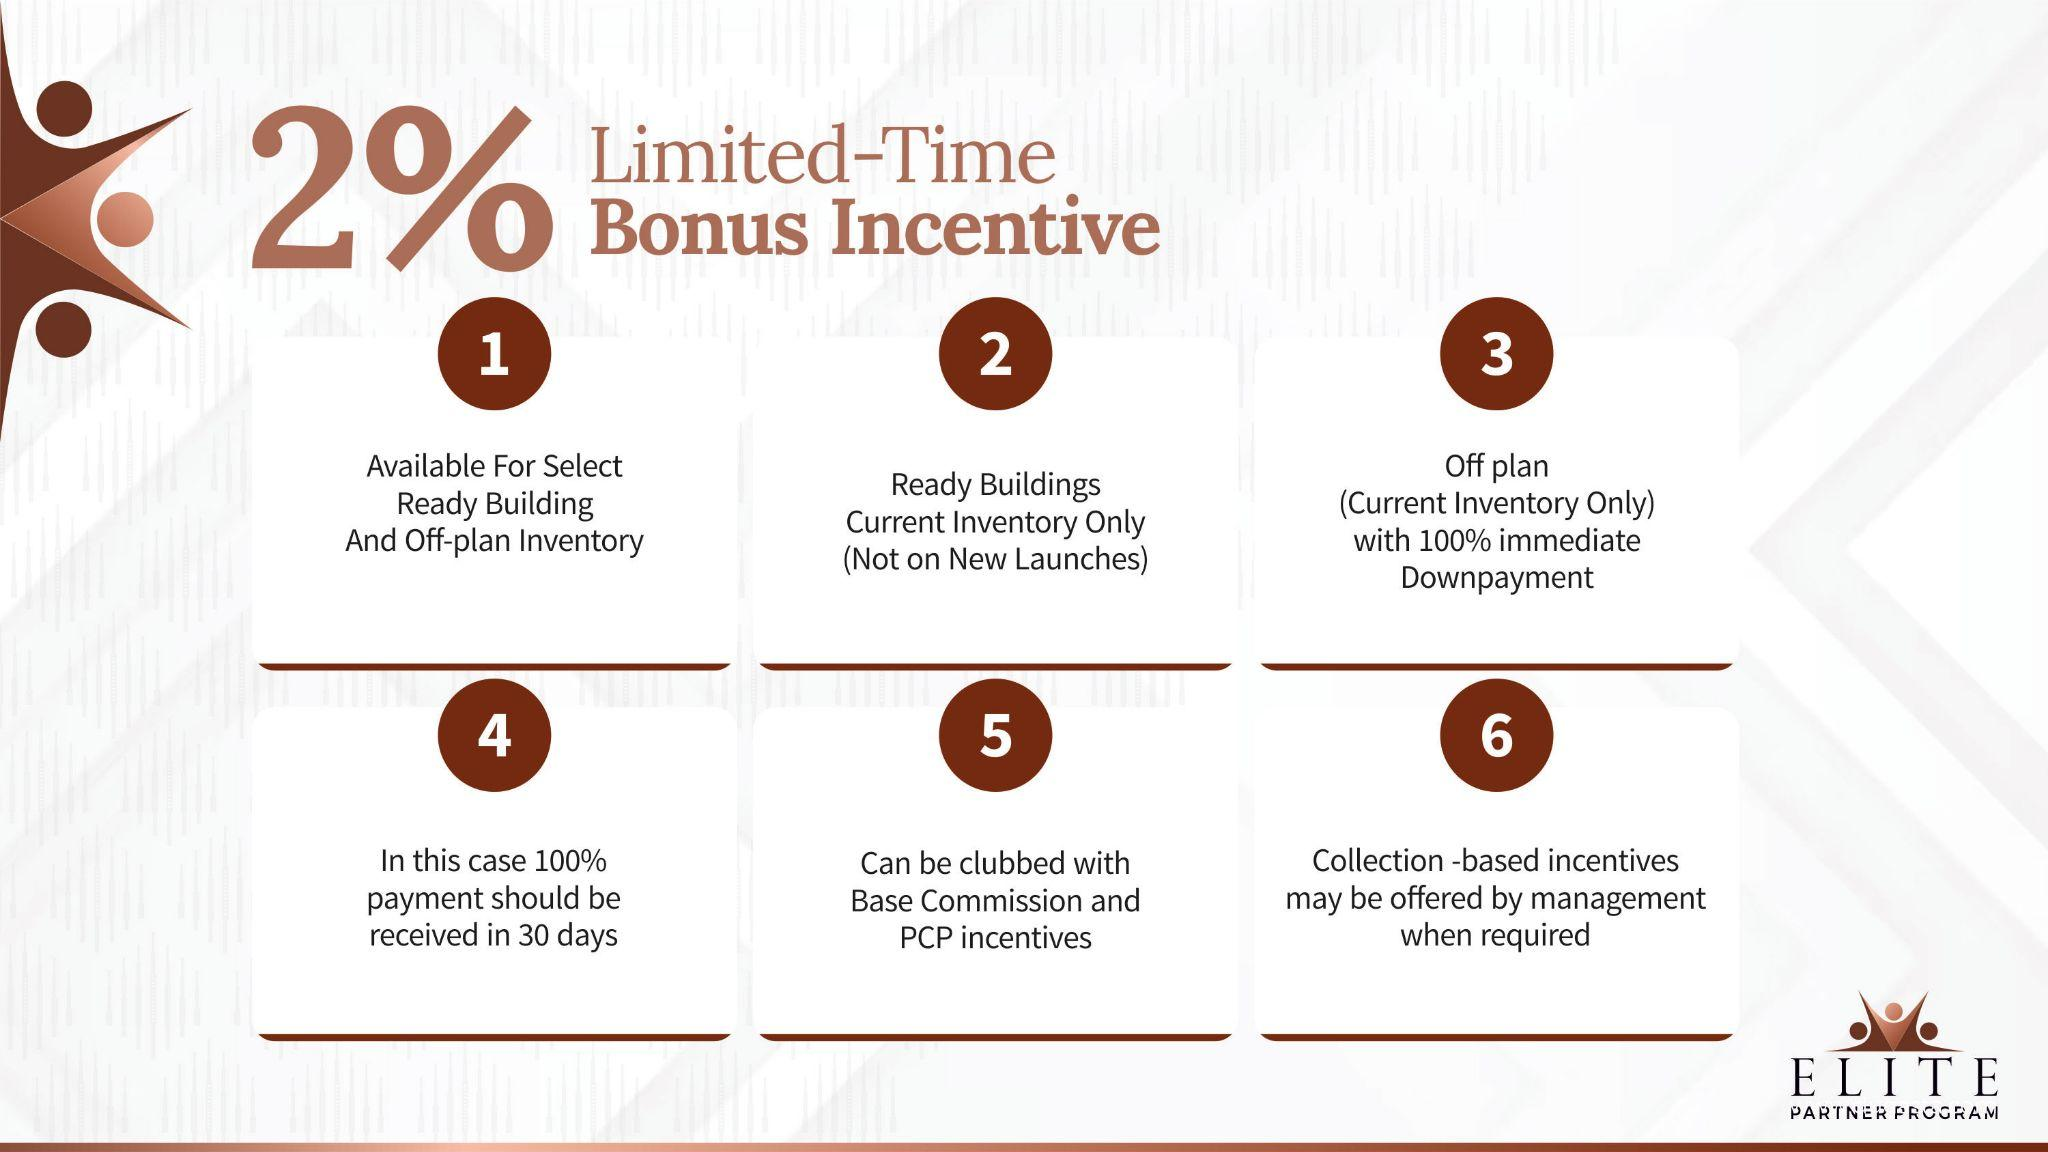 2%
Limited-Time
Bonus Incentive
1
Available For Select
Ready Building
And Off-plan Inventory
2
Ready Buildings
Current Inventory Only
(Not on New Launches)
3
Off plan
(Current Inventory Only)
with 100% immediate
Downpayment
4
In this case 100%
payment should be
received in 30 days
5
Can be clubbed with
Base Commission and
PCP incentives
6
Collection -based incentives
may be offered by management
when required
ELITE
PARTNER PROGRAM